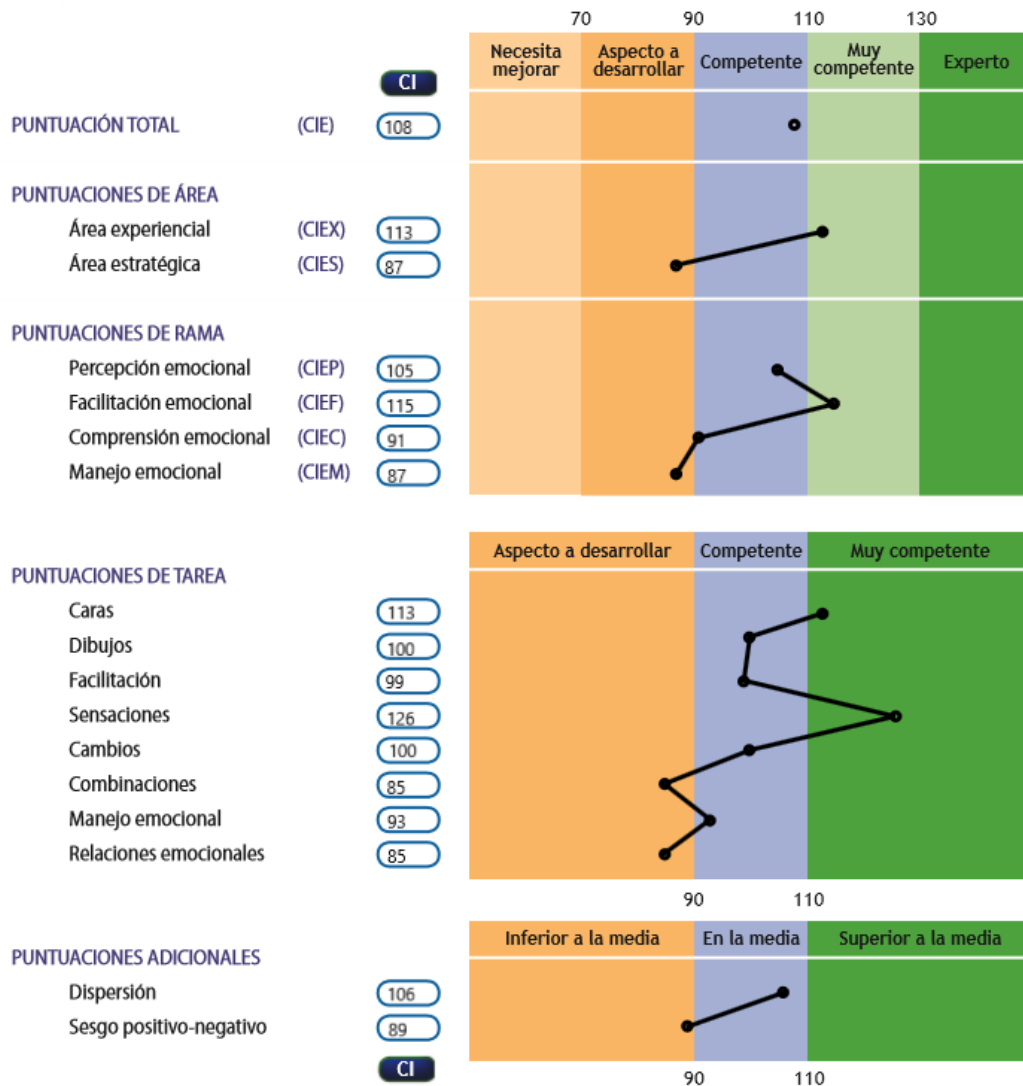 70 90 110 130
Necesita mejorar Aspecto a desarrollar Competente Muy competente Experto
CI
PUNTUACIÓN TOTAL (CIE) 108
PUNTUACIONES DE ÁREA
Área experiencial (CIEX) 113
Área estratégica (CIES) 87
PUNTUACIONES DE RAMA
Percepción emocional (CIEP) 105
Facilitación emocional (CIEF) 115
Comprensión emocional (CIEC) 91
Manejo emocional (CIEM) 87
Aspecto a desarrollar Competente Muy competente
PUNTUACIONES DE TAREA
Caras 113
Dibujos 100
Facilitación 99
Sensaciones 126
Cambios 100
Combinaciones 85
Manejo emocional 93
Relaciones emocionales 85
90 110
Inferior a la media En la media Superior a la media
PUNTUACIONES ADICIONALES
Dispersión 106
Sesgo positivo-negativo 89
CI
90 110